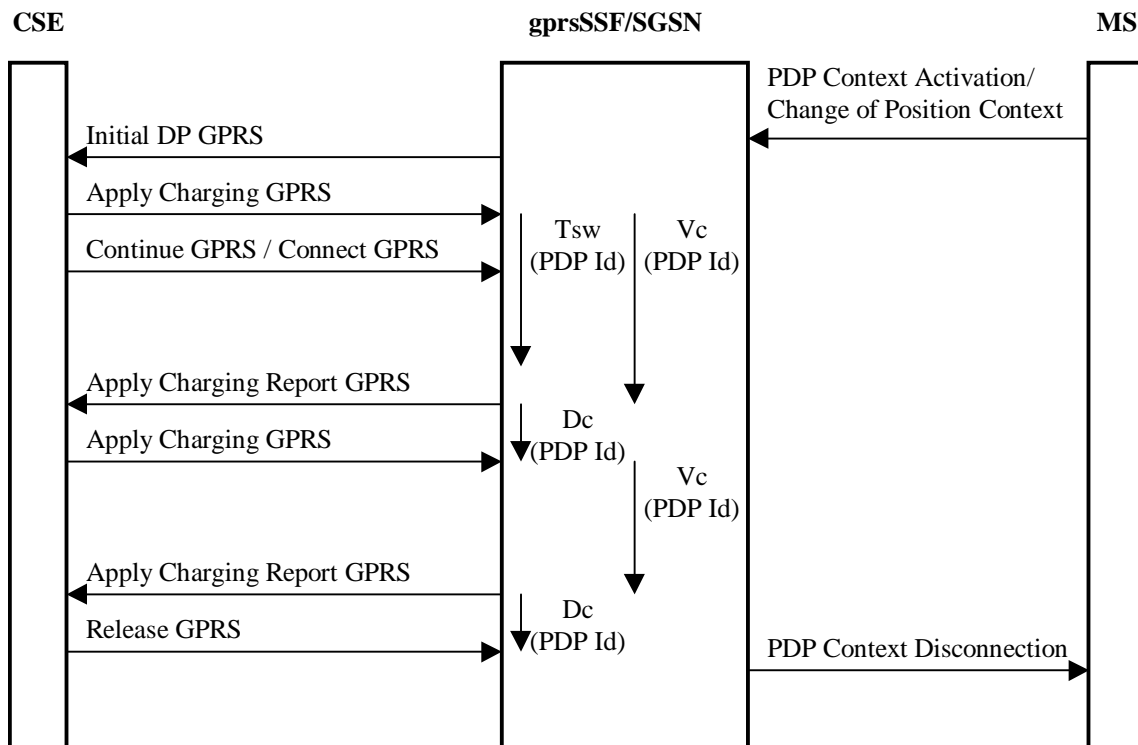 CSE
gprsSSF/SGSN
MS
PDP Context Activation/
Change of Position Context
Initial DP GPRS
Apply Charging GPRS
Tsw
(PDP Id)
Vc
(PDP Id)
Continue GPRS / Connect GPRS
Apply Charging Report GPRS
Dc
(PDP Id)
Apply Charging GPRS
Vc
(PDP Id)
Apply Charging Report GPRS
Dc
(PDP Id)
Release GPRS
PDP Context Disconnection